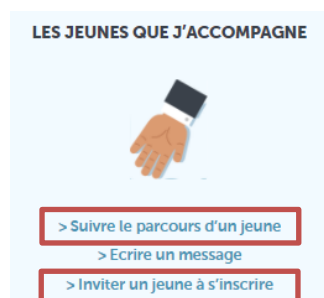 LES JEUNES QUE J'ACCOMPAGNE
> Suivre le parcours d'un jeune
> Ecrire un message
> Inviter un jeune à s'inscrire